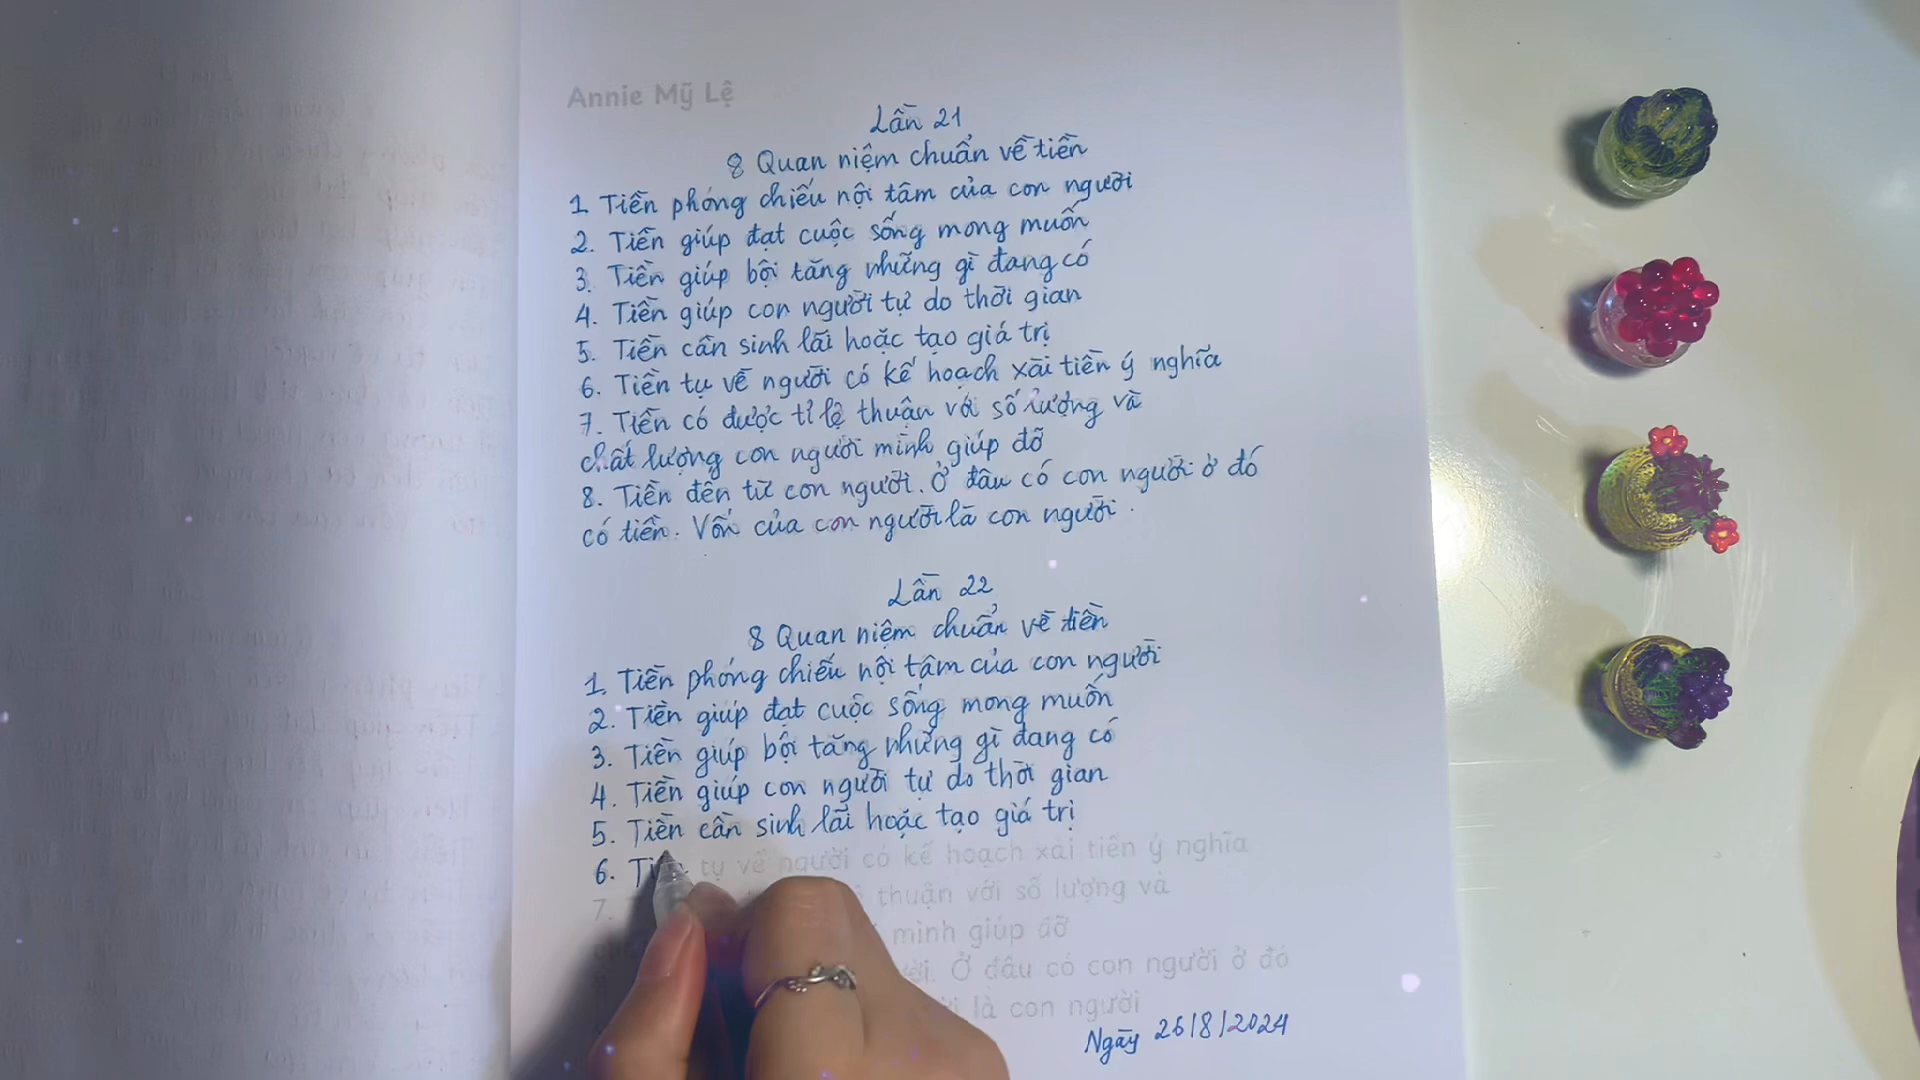 Annie Mỹ Lệ
Lần 21
8 Quan niệm chuẩn về tiền
1. Tiền phóng chiếu nội tâm của con người
2. Tiền giúp đạt cuộc sống mong muốn
3. Tiền giúp bội tăng những gì đang có
4. Tiền giúp con người tự do thời gian
5. Tiền cần sinh lãi hoặc tạo giá trị
6. Tiền tụ về người có kế hoạch xài tiền ý nghĩa
7. Tiền có được tỉ lệ thuận với số lượng và
chất lượng con người mình giúp đỡ
8. Tiền đến từ con người. Ở đâu có con người ở đó
có tiền. Vốn của con người là con người.
Lần 22
8 Quan niệm chuẩn về tiền
1. Tiền phóng chiếu nội tâm của con người
2. Tiền giúp đạt cuộc sống mong muốn
3. Tiền giúp bội tăng những gì đang có
4. Tiền giúp con người tự do thời gian
5. Tiền cần sinh lãi hoặc tạo giá trị
6. tụ về người có kế hoạch xài tiền ý nghĩa
7. thuận với số lượng và
mình giúp đỡ
Ở đâu có con người ở đó
là con người
Ngày 26/8/2024